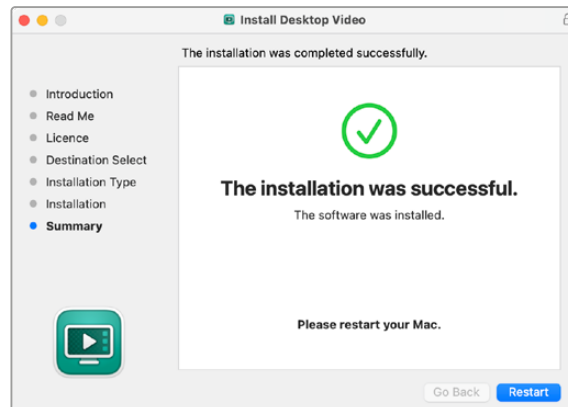 Install Desktop Video
The installation was completed successfully.
Introduction
Read Me
Licence
Destination Select
Installation Type
Installation
Summary
The installation was successful.
The software was installed.
Please restart your Mac.
Go Back
Restart